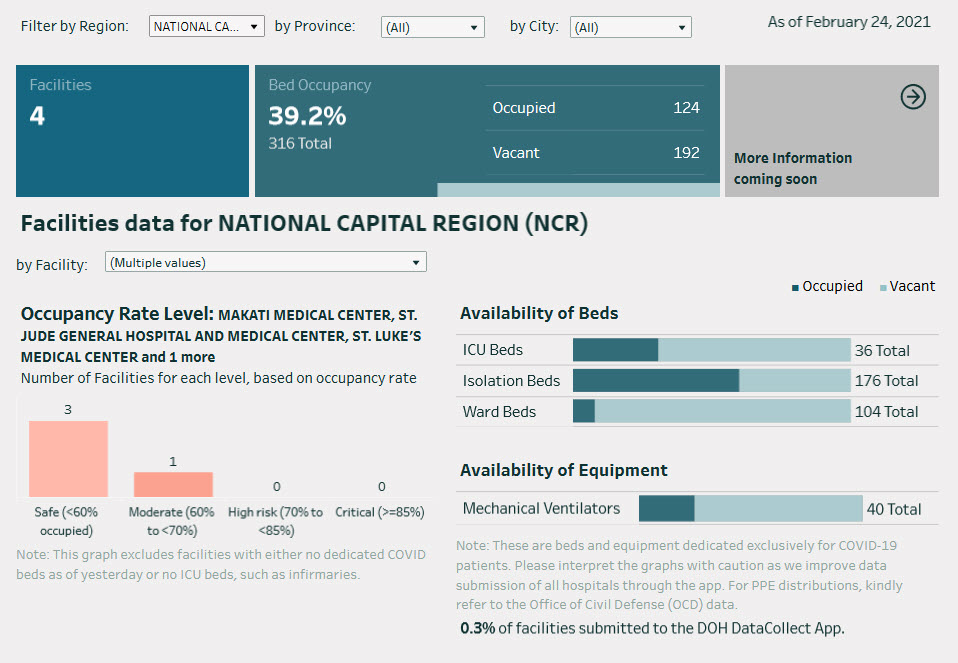 Filter by Region: NATIONAL CA... by Province: (All) by City: (All) As of February 24, 2021
Facilities
4
Bed Occupancy
39.2%
316 Total
Occupied 124
Vacant 192
More Information
coming soon
Facilities data for NATIONAL CAPITAL REGION (NCR)
by Facility: (Multiple values)
Occupied Vacant
Occupancy Rate Level: MAKATI MEDICAL CENTER, ST.
JUDE GENERAL HOSPITAL AND MEDICAL CENTER, ST. LUKE'S
MEDICAL CENTER and 1 more
Number of Facilities for each level, based on occupancy rate
3
1
0
0
Safe (<60%
occupied)
Moderate (60%
to <70%)
High risk (70% to
<85%)
Critical (>=85%)
Note: This graph excludes facilities with either no dedicated COVID
beds as of yesterday or no ICU beds, such as infirmaries.
Availability of Beds
ICU Beds 36 Total
Isolation Beds 176 Total
Ward Beds 104 Total
Availability of Equipment
Mechanical Ventilators 40 Total
Note: These are beds and equipment dedicated exclusively for COVID-19
patients. Please interpret the graphs with caution as we improve data
submission of all hospitals through the app. For PPE distributions, kindly
refer to the Office of Civil Defense (OCD) data.
0.3% of facilities submitted to the DOH DataCollect App.